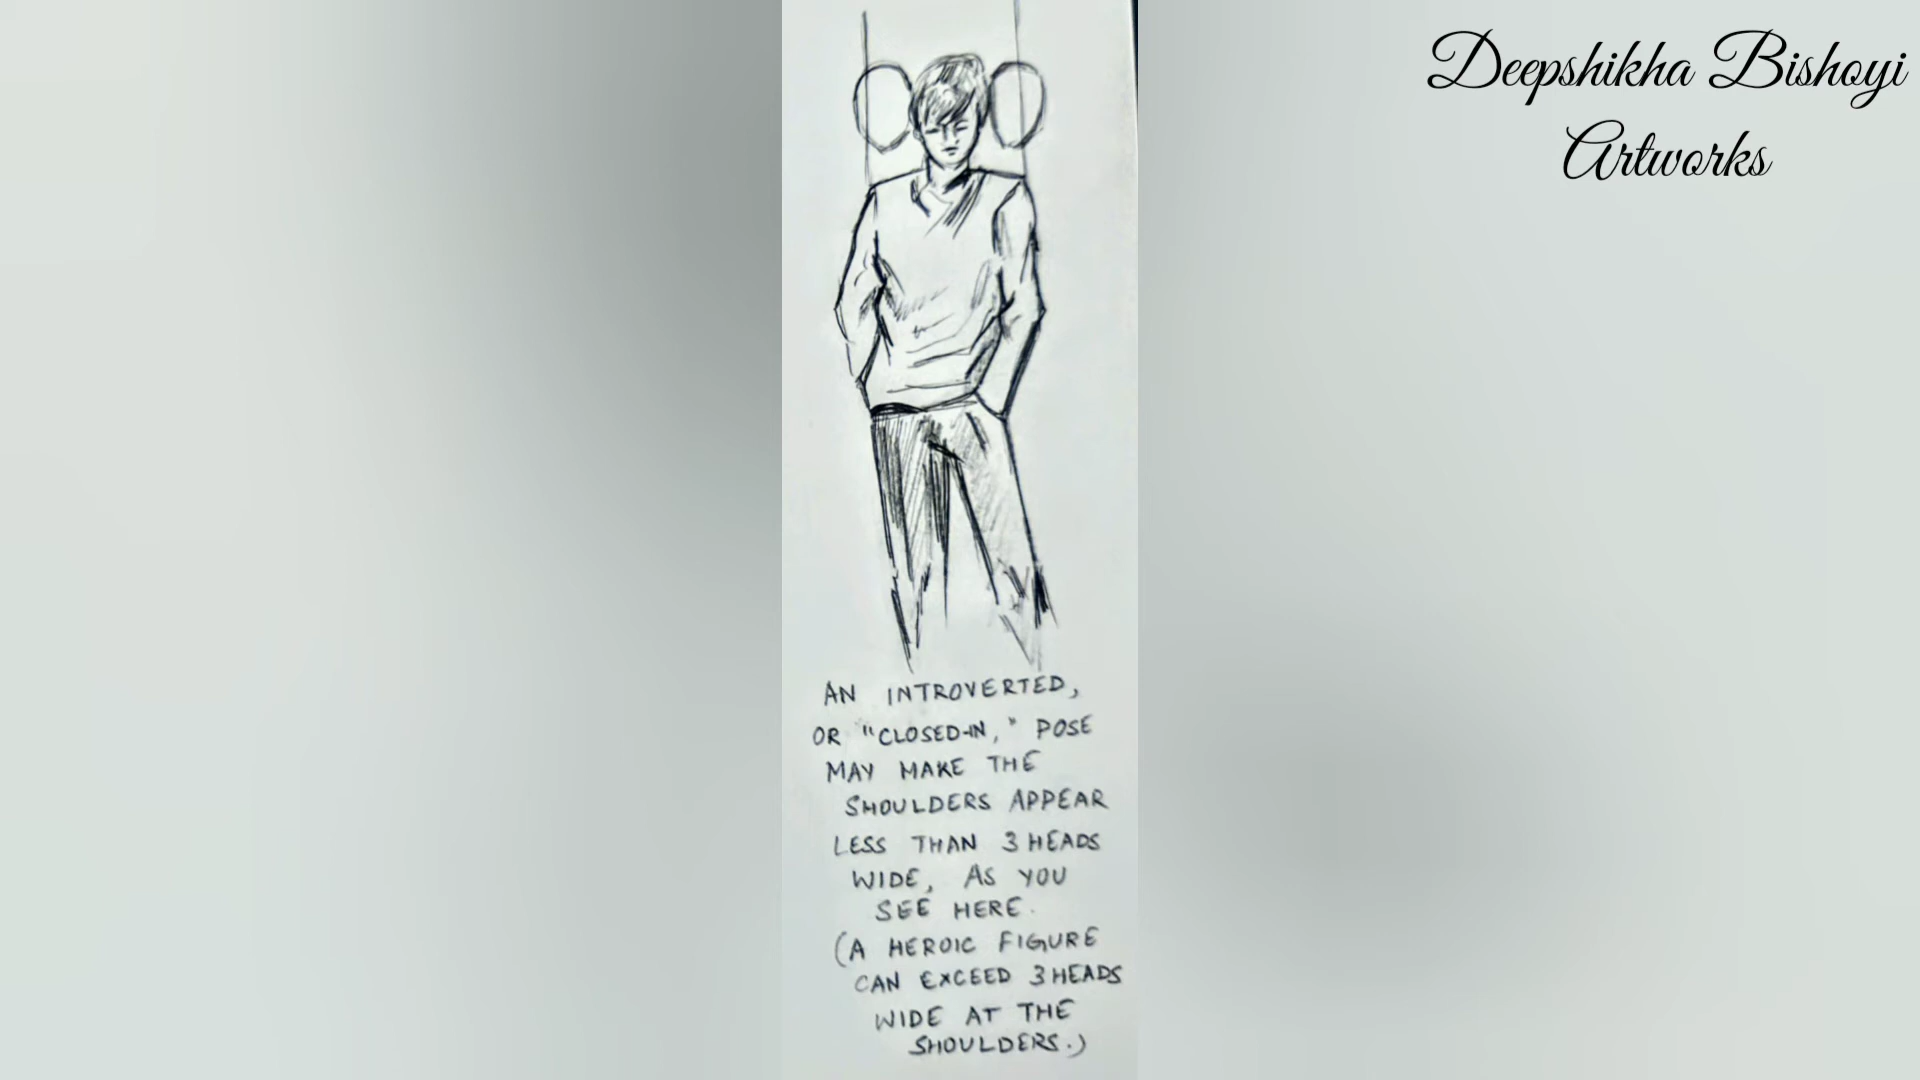 Deepshikha Bishoyi
Artworks
AN INTROVERTED,
OR "CLOSED-IN," POSE
MAY MAKE THE
SHOULDERS APPEAR
LESS THAN 3 HEADS
WIDE, AS YOU
SEE HERE.
(A HEROIC FIGURE
CAN EXCEED 3 HEADS
WIDE AT THE
SHOULDERS.)